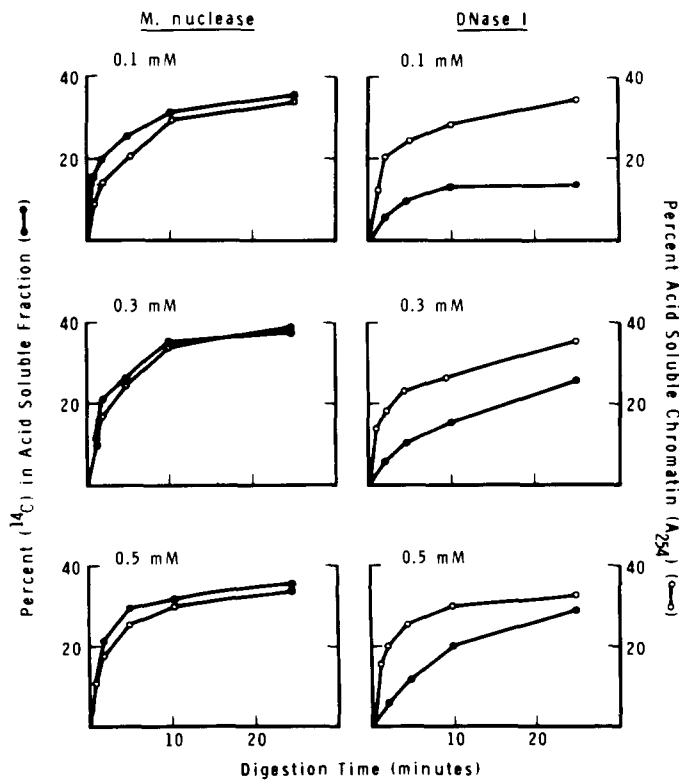 M. nuclease
DNase I
0.1 mM
0.1 mM
40
20
40
20
0.3 mM
0.3 mM
40
20
40
20
0.5 mM
0.5 mM
40
20
40
20
10
20
10
20
Digestion Time (minutes)
Percent (14C) in Acid Soluble Fraction (●—●)
Percent Acid Soluble Chromatin (A254) (○—○)